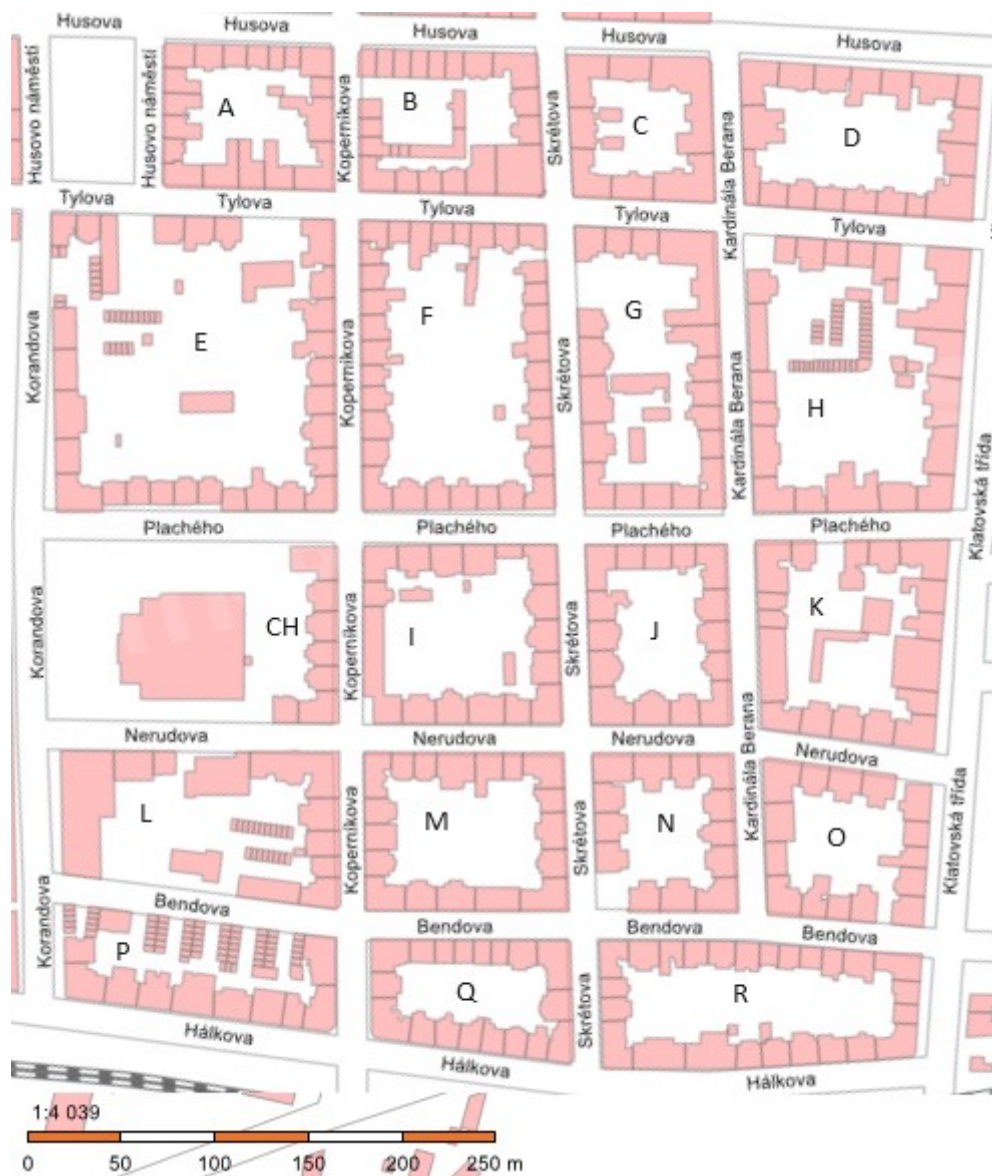 Husova
Husova
Husova
Husova
Husova
Husovo náměstí
Husovo náměstí
A
Koperníkova
B
Skrétova
C
Kardinála Berana
D
Tylova
Tylova
Tylova
Tylova
Tylova
Korandova
E
Koperníkova
F
Skrétova
G
Kardinála Berana
H
Klatovská třída
Plachého
Plachého
Plachého
Plachého
Korandova
CH
Koperníkova
I
Skrétova
J
Kardinála Berana
K
Nerudova
Nerudova
Nerudova
Nerudova
L
Koperníkova
M
Skrétova
N
Kardinála Berana
O
Klatovská třída
Korandova
Bendova
Bendova
Bendova
Bendova
P
Q
Skrétova
R
Hálkova
Hálkova
Hálkova
1:4 039
0 50 100 150 200 250 m